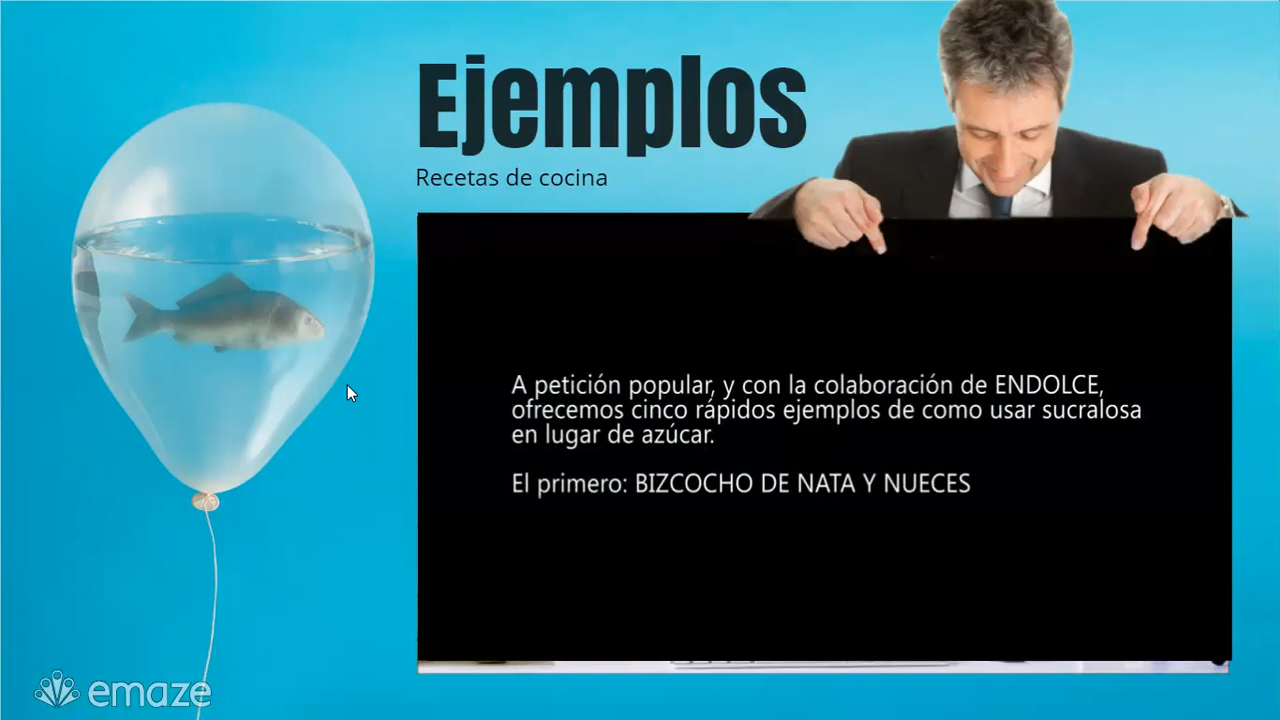 Ejemplos
Recetas de cocina
A petición popular, y con la colaboración de ENDOLCE,
ofrecemos cinco rápidos ejemplos de como usar sucralosa
en lugar de azúcar.
El primero: BIZCOCHO DE NATA Y NUECES
emaze